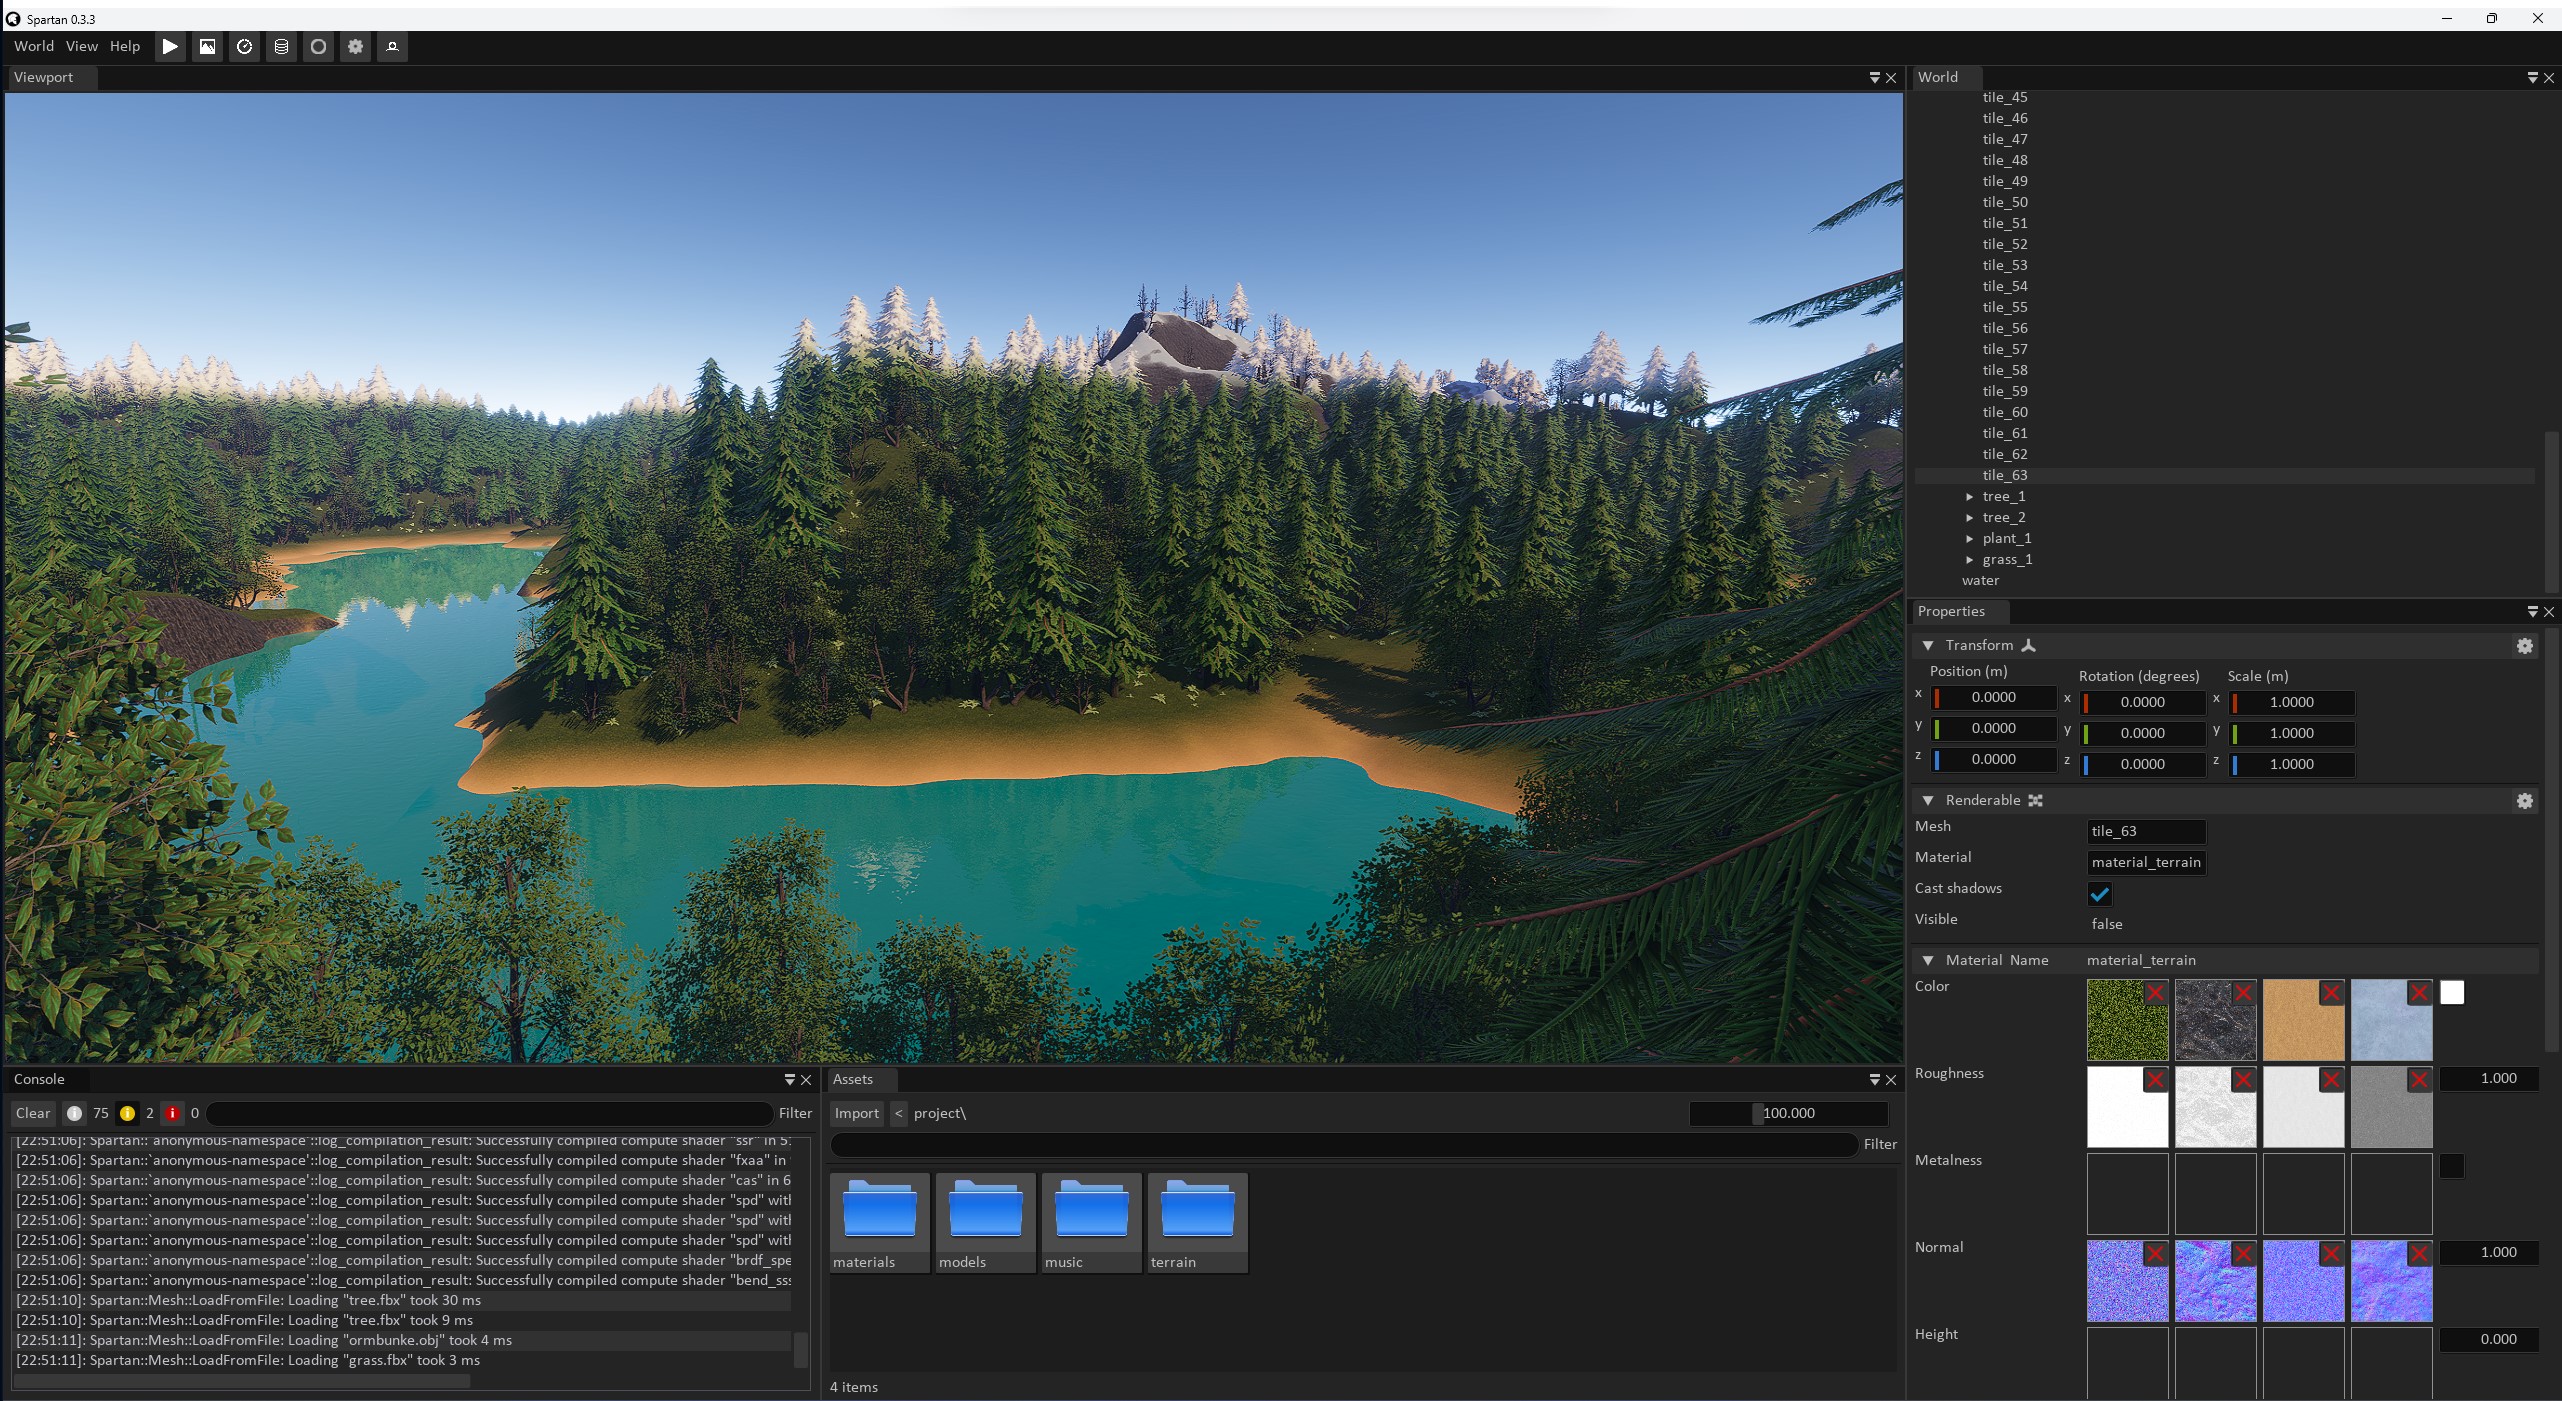 Spartan 0.3.3
World View Help
Viewport
World
tile_45
tile_46
tile_47
tile_48
tile_49
tile_50
tile_51
tile_52
tile_53
tile_54
tile_55
tile_56
tile_57
tile_58
tile_59
tile_60
tile_61
tile_62
tile_63
tree_1
tree_2
plant_1
grass_1
water
Properties
Transform
Position (m) Rotation (degrees) Scale (m)
x 0.0000 x 0.0000 x 1.0000
y 0.0000 y 0.0000 y 1.0000
z 0.0000 z 0.0000 z 1.0000
Renderable
Mesh tile_63
Material material_terrain
Cast shadows
Visible false
Material Name material_terrain
Color
Roughness 1.000
Metalness
Normal 1.000
Height 0.000
Console
Clear 75 2 0 Filter
[22:51:06]: Spartan::`anonymous-namespace'::log_compilation_result: Successfully compiled compute shader "ssr" in 5
[22:51:06]: Spartan::`anonymous-namespace'::log_compilation_result: Successfully compiled compute shader "fxaa" in
[22:51:06]: Spartan::`anonymous-namespace'::log_compilation_result: Successfully compiled compute shader "cas" in 6
[22:51:06]: Spartan::`anonymous-namespace'::log_compilation_result: Successfully compiled compute shader "spd" with
[22:51:06]: Spartan::`anonymous-namespace'::log_compilation_result: Successfully compiled compute shader "spd" with
[22:51:06]: Spartan::`anonymous-namespace'::log_compilation_result: Successfully compiled compute shader "spd" with
[22:51:06]: Spartan::`anonymous-namespace'::log_compilation_result: Successfully compiled compute shader "brdf_spe
[22:51:06]: Spartan::`anonymous-namespace'::log_compilation_result: Successfully compiled compute shader "bend_sss
[22:51:10]: Spartan::Mesh::LoadFromFile: Loading "tree.fbx" took 30 ms
[22:51:10]: Spartan::Mesh::LoadFromFile: Loading "tree.fbx" took 9 ms
[22:51:11]: Spartan::Mesh::LoadFromFile: Loading "ormbunke.obj" took 4 ms
[22:51:11]: Spartan::Mesh::LoadFromFile: Loading "grass.fbx" took 3 ms
Assets
Import < project\ 100.000
Filter
materials models music terrain
4 items